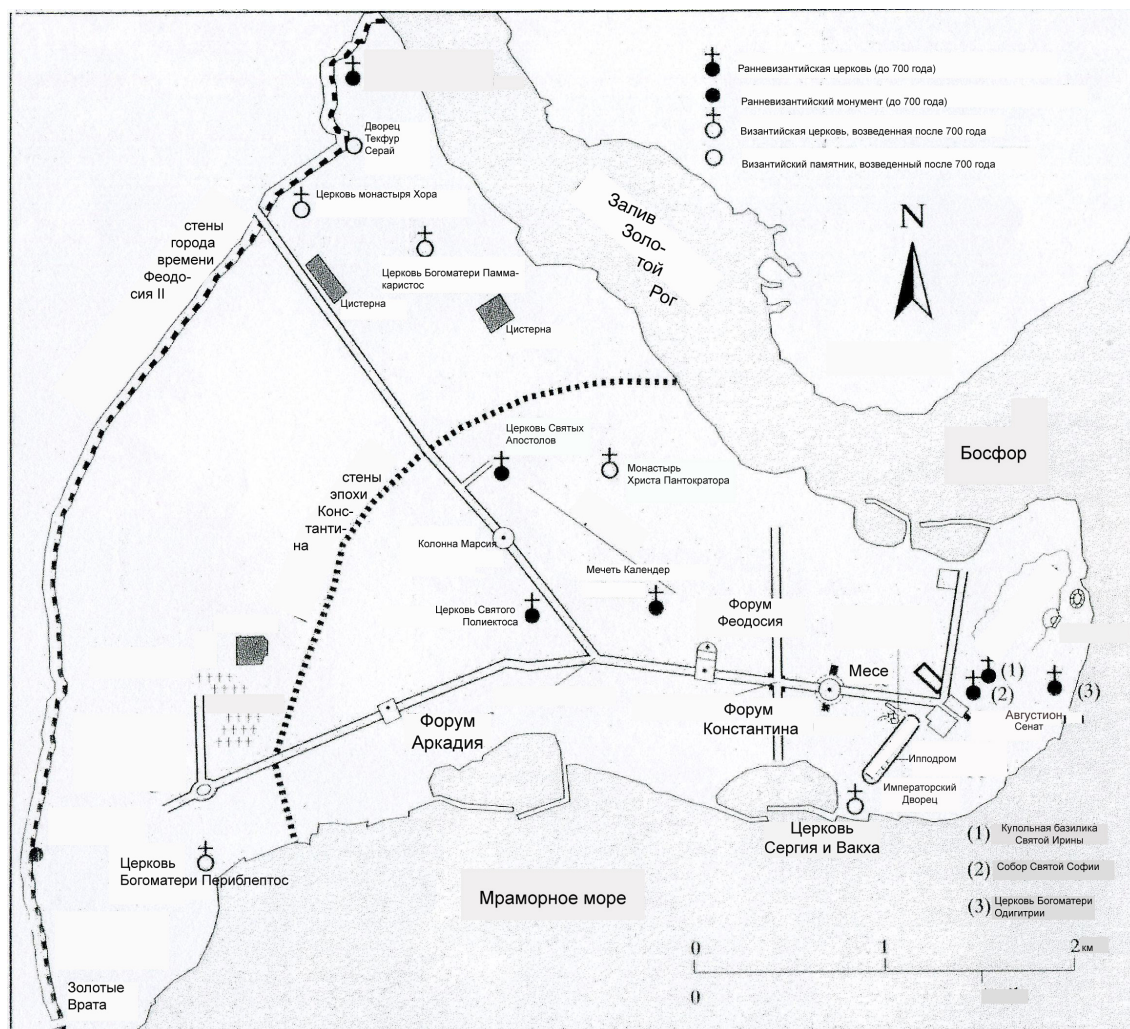 Ранневизантийская церковь (до 700 года)
Ранневизантийский монумент (до 700 года)
Византийская церковь, возведенная после 700 года
Византийский памятник, возведенный после 700 года
N
Дворец
Текфур
Серай
Церковь монастыря Хора
стены
города
времени
Феодо-
сия II
Церковь Богоматери Памма-
каристос
Цистерна
Цистерна
Залив
Золо-
той
Рог
Босфор
Церковь Святых
Апостолов
Монастырь
Христа Пантократора
стены
эпохи
Конс-
танти-
на
Колонна Марсия
Мечеть Календер
Церковь Святого
Полиектоса
Форум
Феодосия
Месе
Форум
Константина
Форум
Аркадия
(1)
(2)
(3)
Августион
Сенат
Ипподром
Императорский
Дворец
Церковь
Сергия и Вакха
Церковь
Богоматери Периблептос
Мраморное море
Золотые
Врата
(1) Купольная базилика
Святой Ирины
(2) Собор Святой Софии
(3) Церковь Богоматери
Одигитрии
0 1 2 км
0